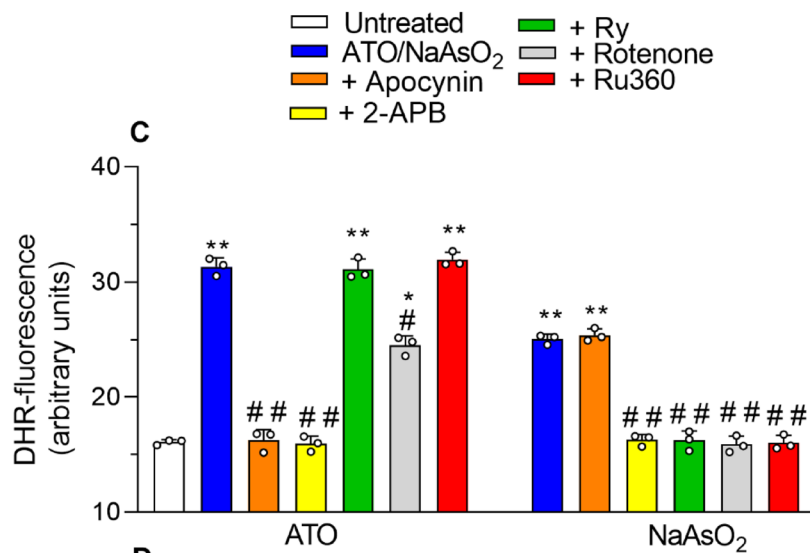 Untreated
ATO/NaAsO2
+ Apocynin
+ 2-APB
+ Ry
+ Rotenone
+ Ru360
C
DHR-fluorescence
(arbitrary units)
40
30
20
10
**
# #
# #
**
*
#
**
**
**
# #
# #
# #
# #
ATO
NaAsO2